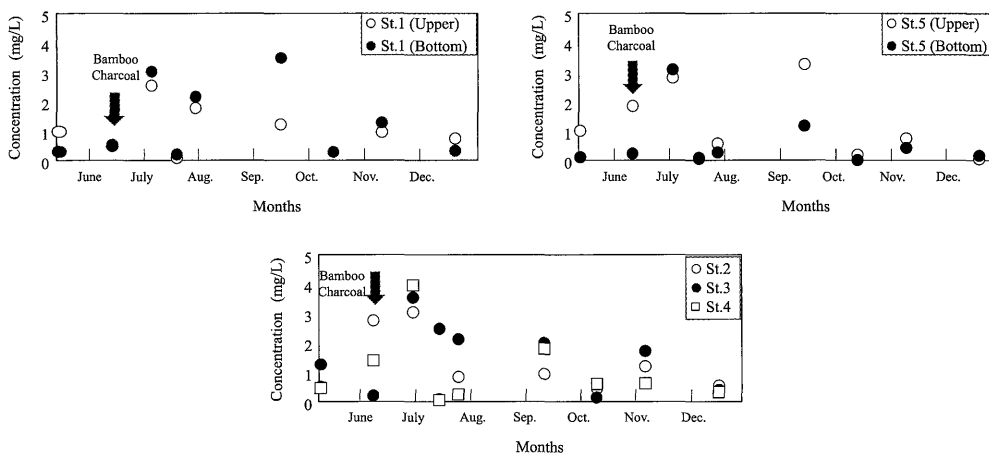 Concentration (mg/L)
5
4
3
2
1
0
Bamboo
Charcoal
St.1 (Upper)
St.1 (Bottom)
June July Aug. Sep. Oct. Nov. Dec.
Months
Concentration (mg/L)
5
4
3
2
1
0
Bamboo
Charcoal
St.5 (Upper)
St.5 (Bottom)
June July Aug. Sep. Oct. Nov. Dec.
Months
Concentration (mg/L)
5
4
3
2
1
0
Bamboo
Charcoal
St.2
St.3
St.4
June July Aug. Sep. Oct. Nov. Dec.
Months